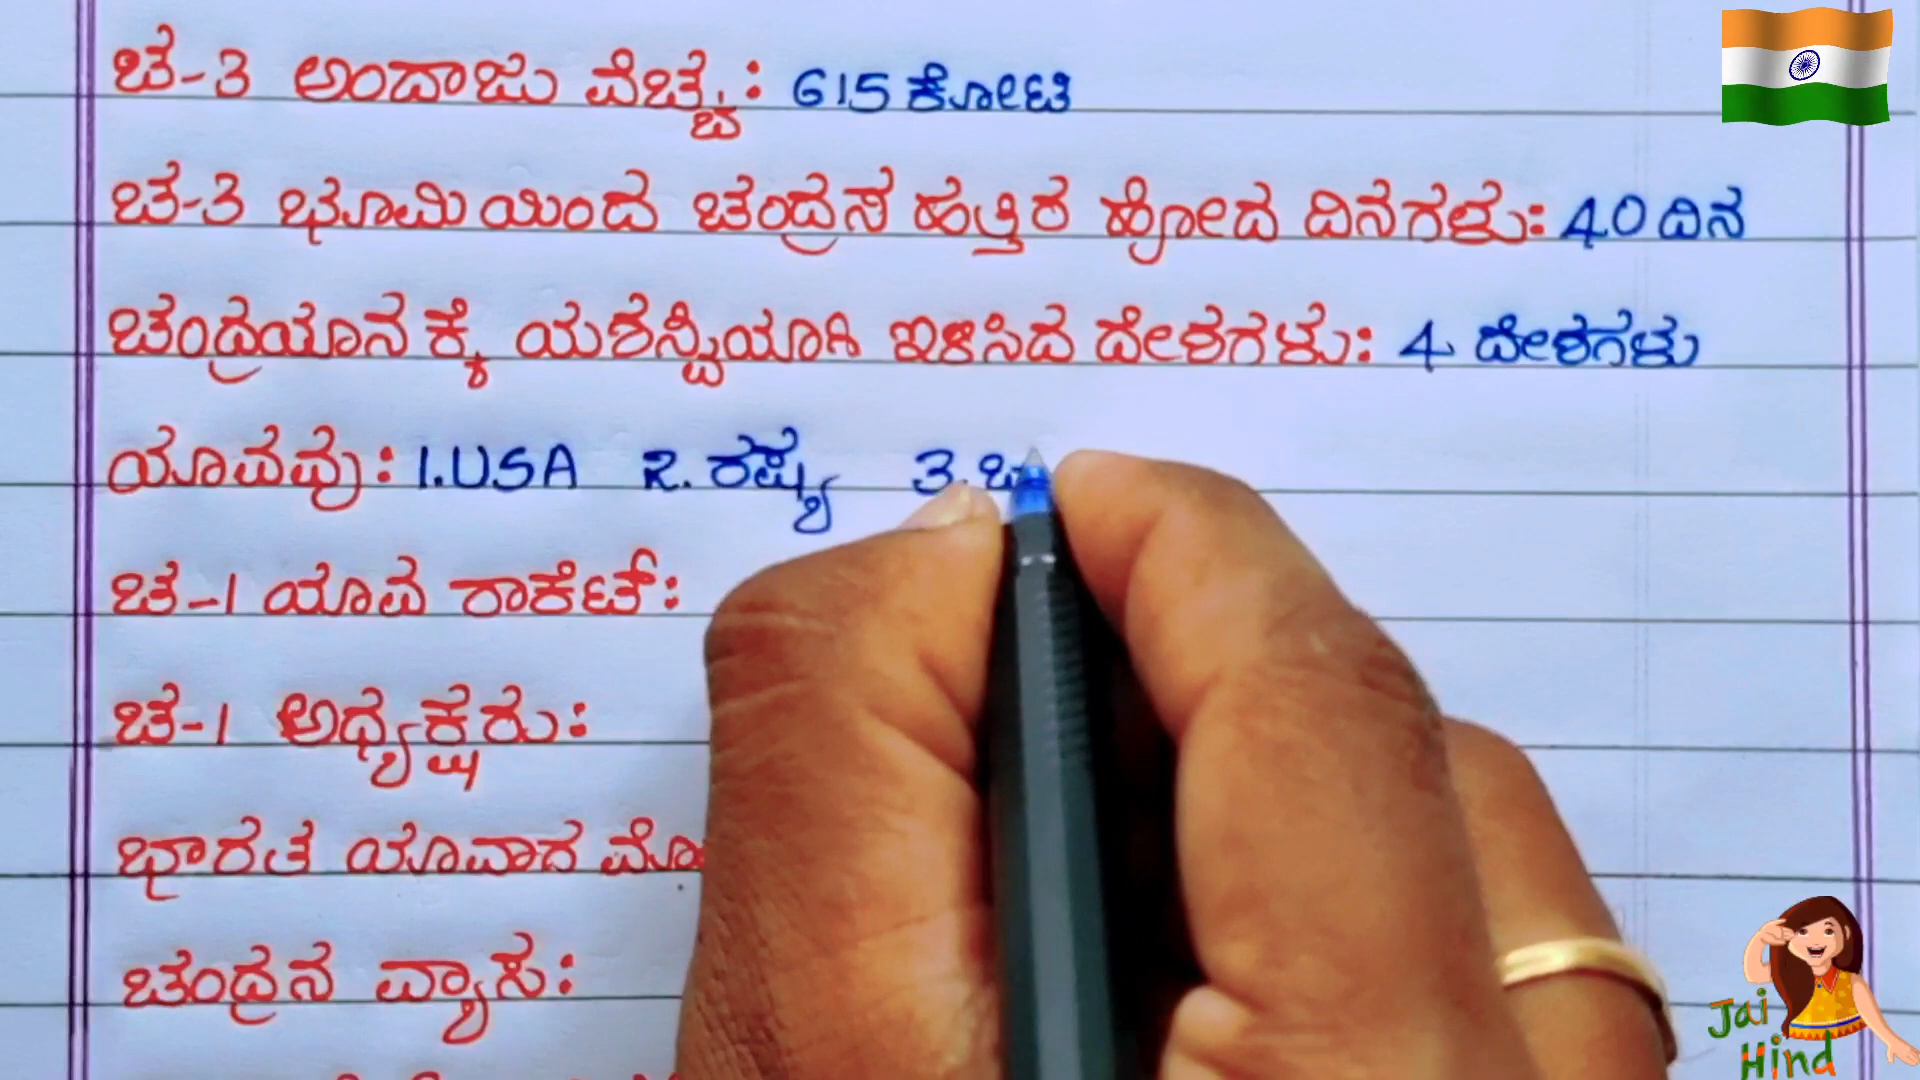 ಚ-3 ಅಂದಾಜು ವೆಚ್ಚ: 615 ಕೋಟಿ
ಚ-3 ಭೂಮಿಯಿಂದ ಚಂದ್ರನ ಹತ್ತಿರ ಹೋದ ದಿನಗಳು: 40 ದಿನ
ಚಂದ್ರಯಾನಕ್ಕೆ ಯಶಸ್ವಿಯಾಗಿ ಇಳಿಸಿದ ದೇಶಗಳು: 4 ದೇಶಗಳು
ಯಾವವು: 1.USA 2. ರಷ್ಯ 3.
ಚ-1 ಯಾವ ರಾಕೆಟ್:
ಚ-1 ಅಧ್ಯಕ್ಷರು:
ಭಾರತ ಯಾವಾಗ
ಚಂದ್ರನ ವ್ಯಾಸ:
Jai
Hind